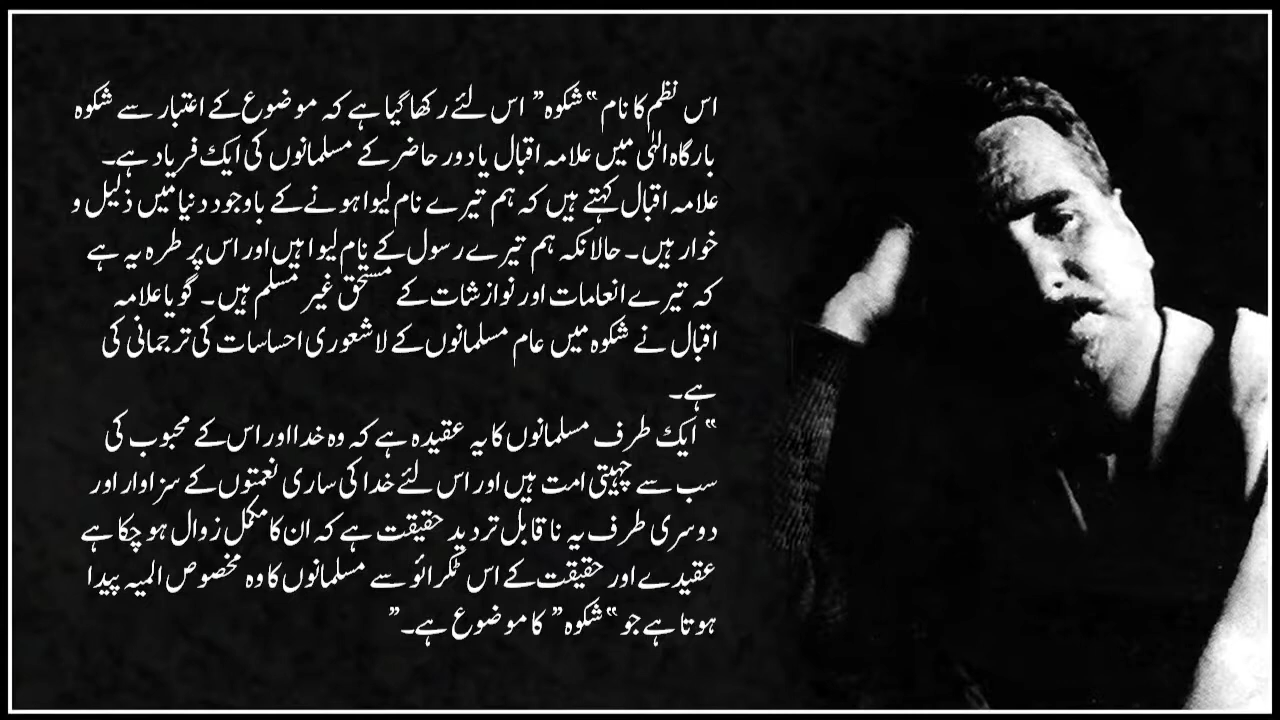 اس نظم کا نام “شکوہ” اس لئے رکھا گیا ہے کہ موضوع کے اعتبار سے شکوہ
بارگاہ الہٰی میں علامہ اقبال یا دور حاضر کے مسلمانوں کی ایک فریاد ہے۔
علامہ اقبال کہتے ہیں کہ ہم تیرے نام لیوا ہونے کے باوجود دنیا میں ذلیل و
خوار ہیں۔ حالانکہ ہم تیرے رسول کے نام لیوا ہیں اور اس پر طرہ یہ ہے
کہ تیرے انعامات اور نوازشات کے مستحق غیر مسلم ہیں۔ گویا علامہ
اقبال نے شکوہ میں عام مسلمانوں کے لاشعوری احساسات کی ترجمانی کی
ہے۔
“ ایک طرف مسلمانوں کا یہ عقیدہ ہے کہ وہ خدا اور اس کے محبوب کی
سب سے چہیتی امت ہیں اور اس لئے خدا کی ساری نعمتوں کے سزاوار اور
دوسری طرف یہ ناقابل تردید حقیقت ہے کہ ان کا مکمل زوال ہو چکا ہے
عقیدے اور حقیقت کے اس ٹکرائو سے مسلمانوں کا وہ مخصوص المیہ پیدا
ہوتا ہے جو “شکوہ” کا موضوع ہے۔”